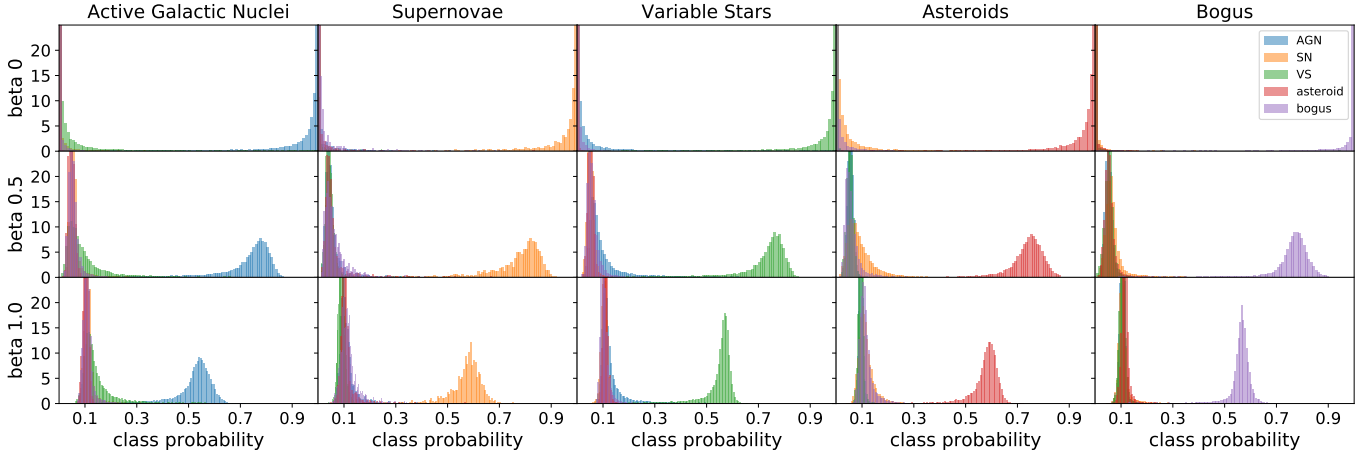 Active Galactic Nuclei Supernovae Variable Stars Asteroids Bogus
beta 0
20
15
10
5
0
AGN
SN
VS
asteroid
bogus
beta 0.5
20
15
10
5
0
beta 1.0
20
15
10
5
0
0.1 0.3 0.5 0.7 0.9 0.1 0.3 0.5 0.7 0.9 0.1 0.3 0.5 0.7 0.9 0.1 0.3 0.5 0.7 0.9 0.1 0.3 0.5 0.7 0.9
class probability class probability class probability class probability class probability